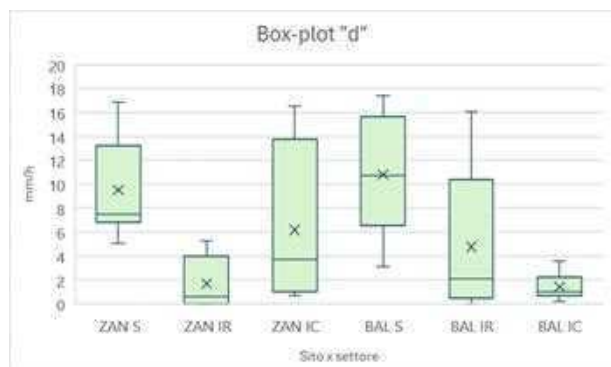 Box-plot "d"
20
18
16
14
12
10
8
6
4
2
0
mm/h
ZAN S ZAN IR ZAN IC BAL S BAL IR BAL IC
Sito x settore